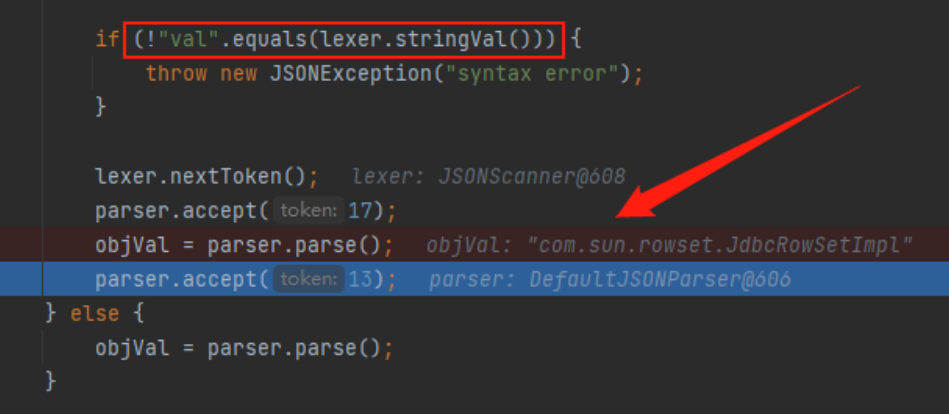 if (!"val".equals(lexer.stringVal())) {
throw new JSONException("syntax error");
}
lexer.nextToken(); lexer: JSONScanner@608
parser.accept( token: 17);
objVal = parser.parse(); objVal: "com.sun.rowset.JdbcRowSetImpl"
parser.accept( token: 13); parser: DefaultJSONParser@606
} else {
objVal = parser.parse();
}